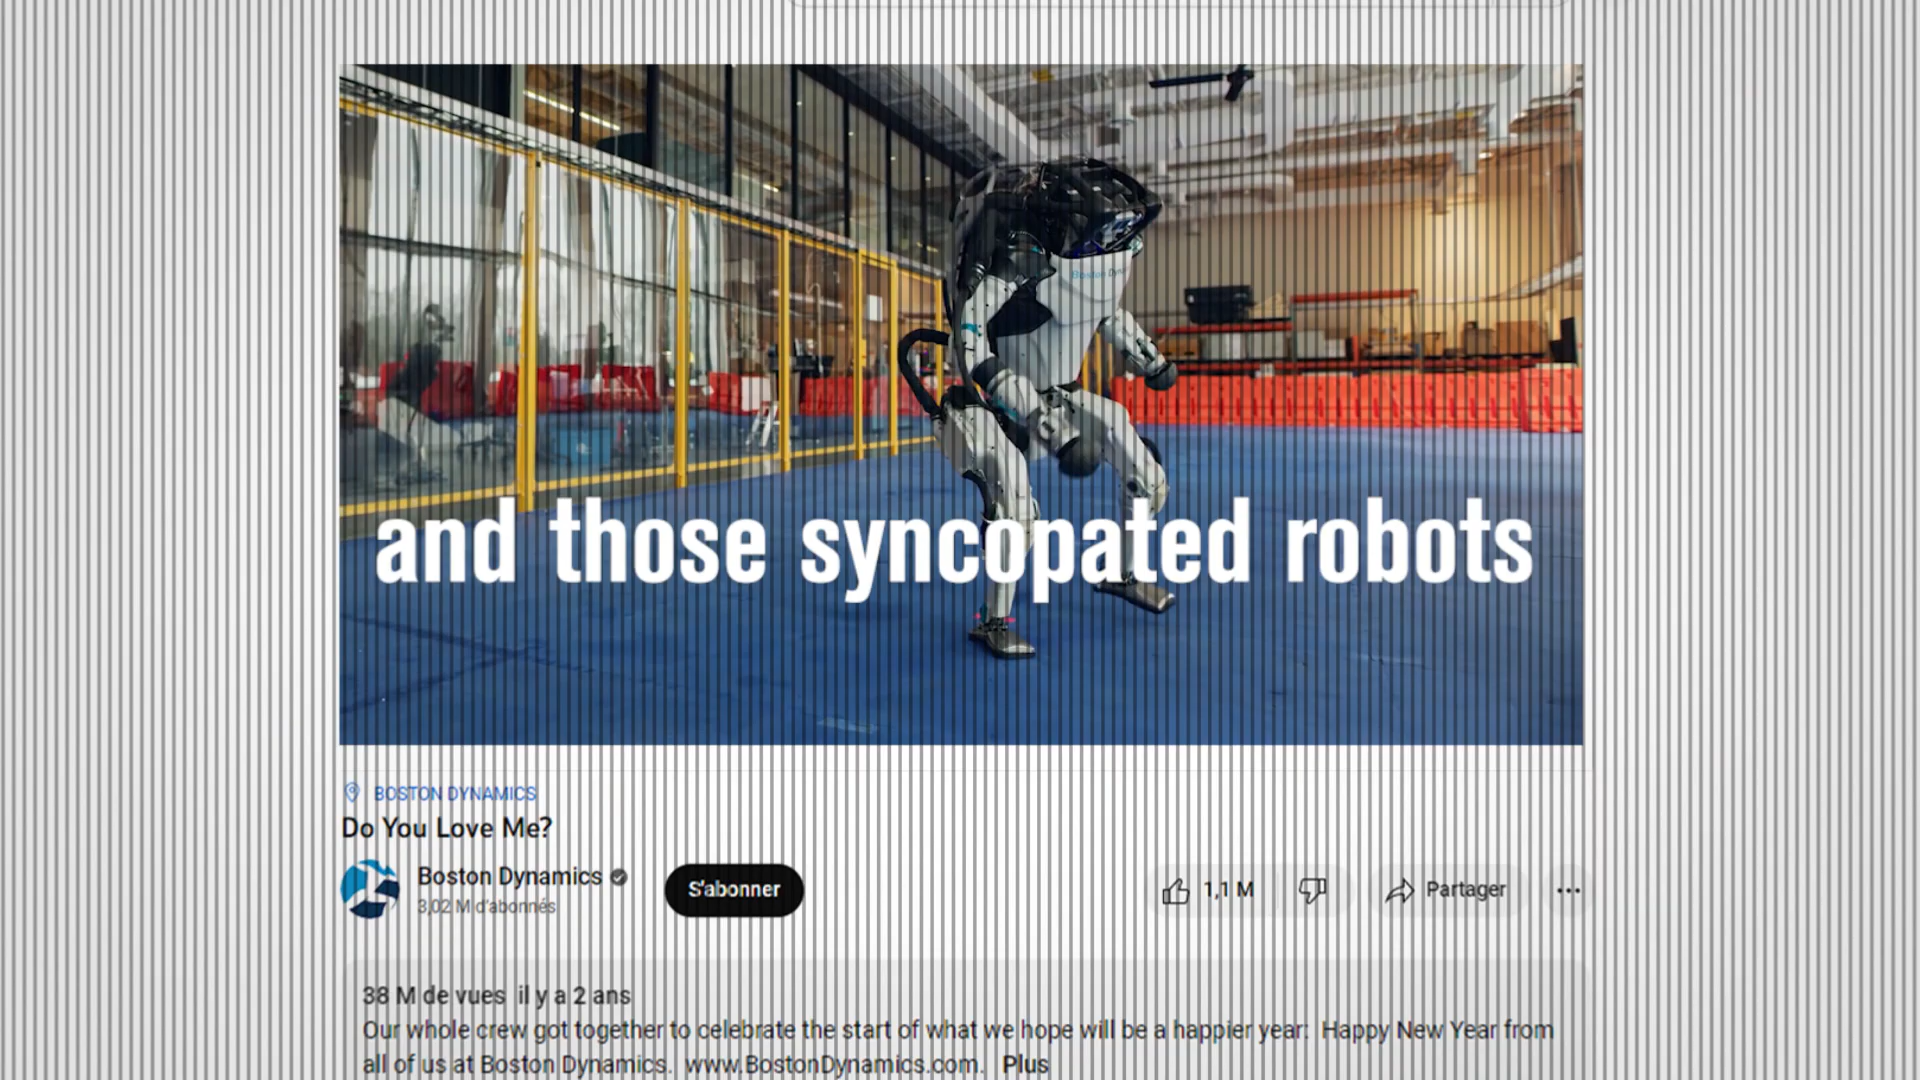 Boston Dyna
and those syncopated robots
BOSTON DYNAMICS
Do You Love Me?
Boston Dynamics
3,02 M d'abonnés
S'abonner
1,1 M
Partager
38 M de vues il y a 2 ans
Our whole crew got together to celebrate the start of what we hope will be a happier year: Happy New Year from
all of us at Boston Dynamics. www.BostonDynamics.com. Plus